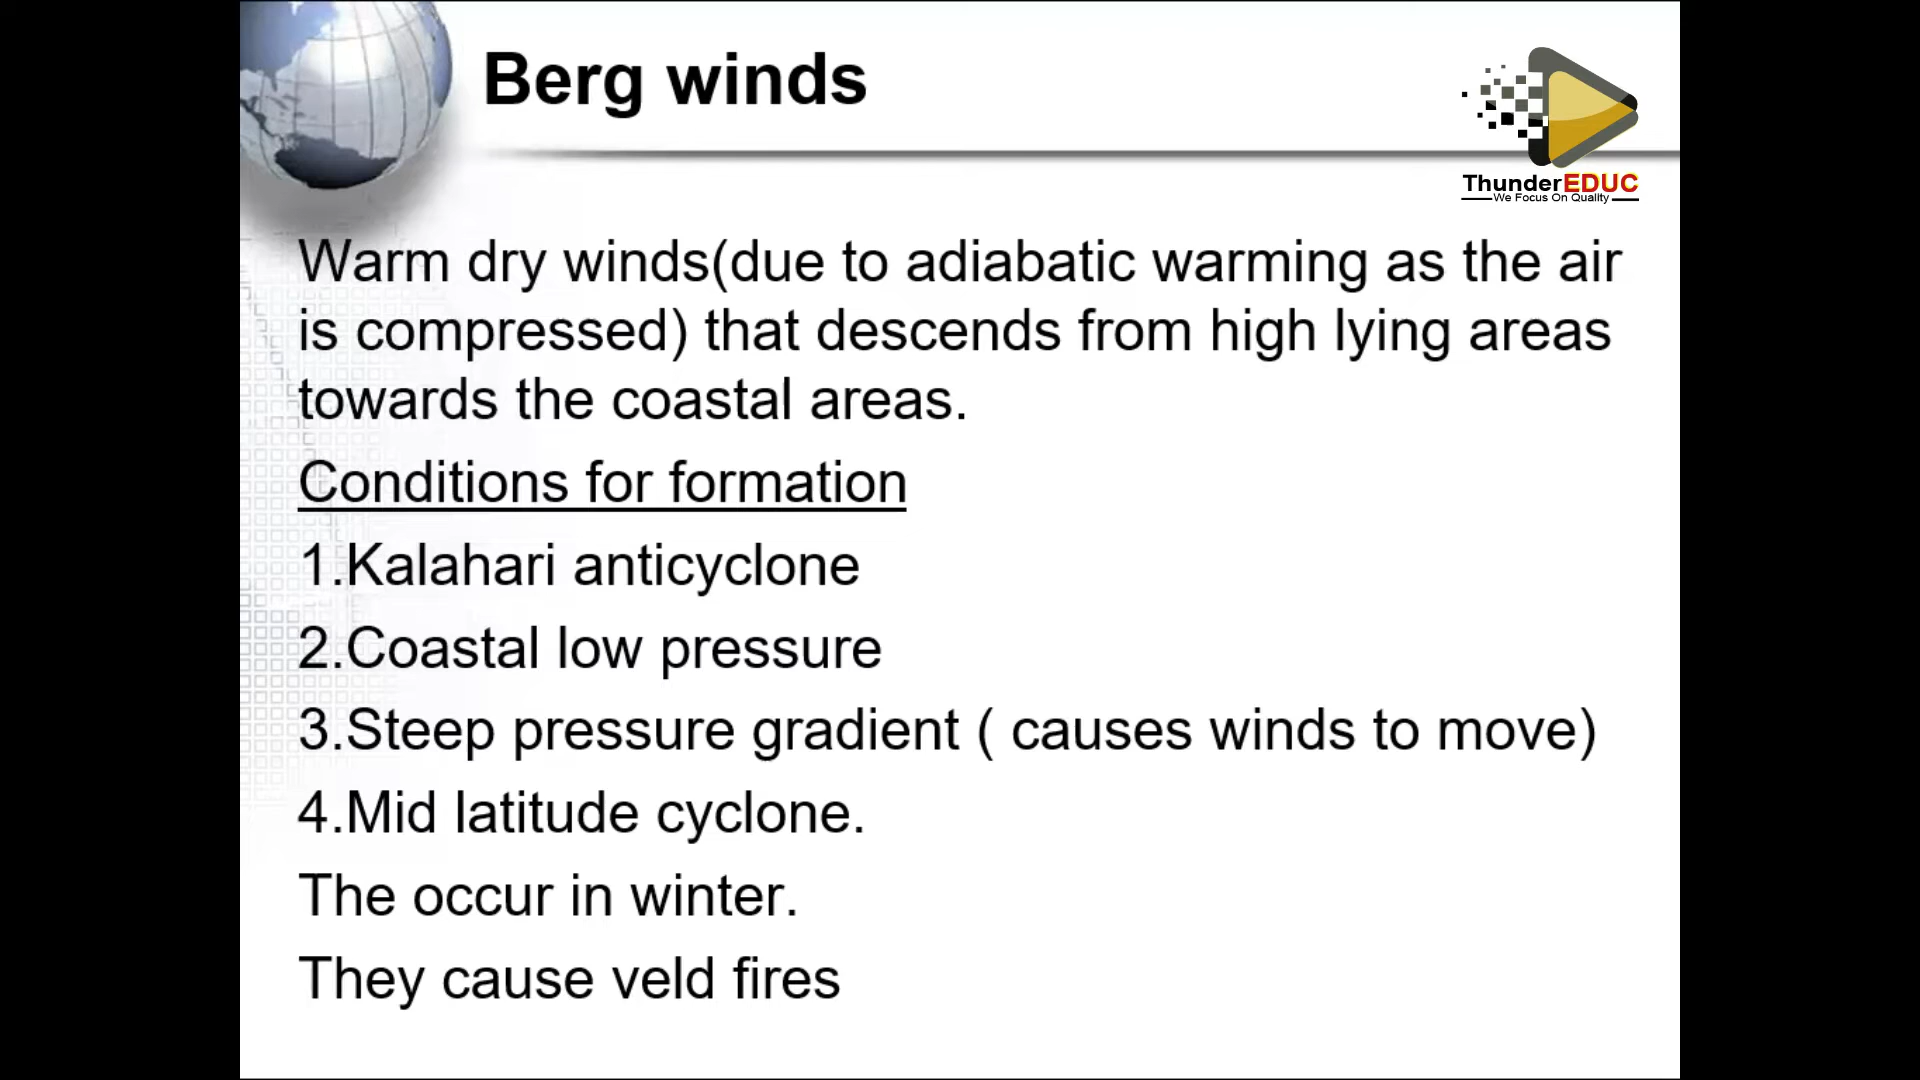 Berg winds
ThunderEDUC
We Focus On Quality
Warm dry winds(due to adiabatic warming as the air
is compressed) that descends from high lying areas
towards the coastal areas.
Conditions for formation
1.Kalahari anticyclone
2.Coastal low pressure
3.Steep pressure gradient ( causes winds to move)
4.Mid latitude cyclone.
The occur in winter.
They cause veld fires